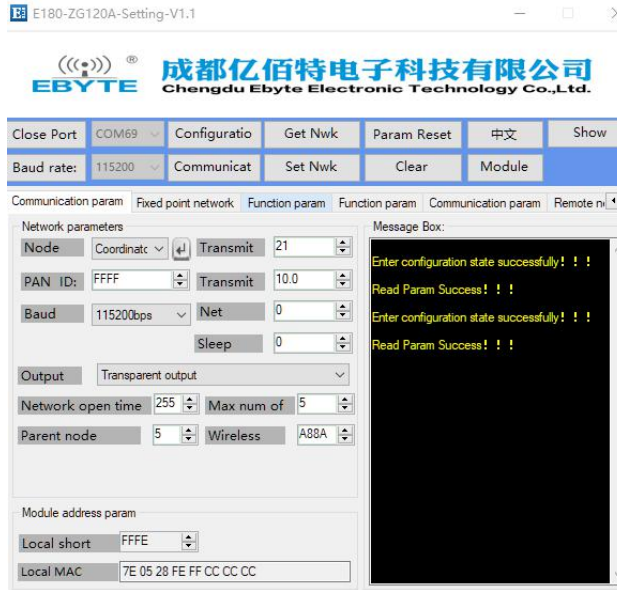 E180-ZG120A-Setting-V1.1
EBYTE ®
成都亿佰特电子科技有限公司
Chengdu Ebyte Electronic Technology Co.,Ltd.
Close Port COM69 Configuratio Get Nwk Param Reset 中文 Show
Baud rate: 115200 Communicat Set Nwk Clear Module
Communication param Fixed point network Function param Function param Communication param Remote n
Network parameters
Node Coordinatc Transmit 21
PAN ID: FFFF Transmit 10.0
Baud 115200bps Net 0
Sleep 0
Output Transparent output
Network open time 255 Max num of 5
Parent node 5 Wireless A88A
Module address param
Local short FFFE
Local MAC 7E 05 28 FE FF CC CC CC
Message Box:
Enter configuration state successfully! ! !
Read Param Success! ! !
Enter configuration state successfully! ! !
Read Param Success! ! !